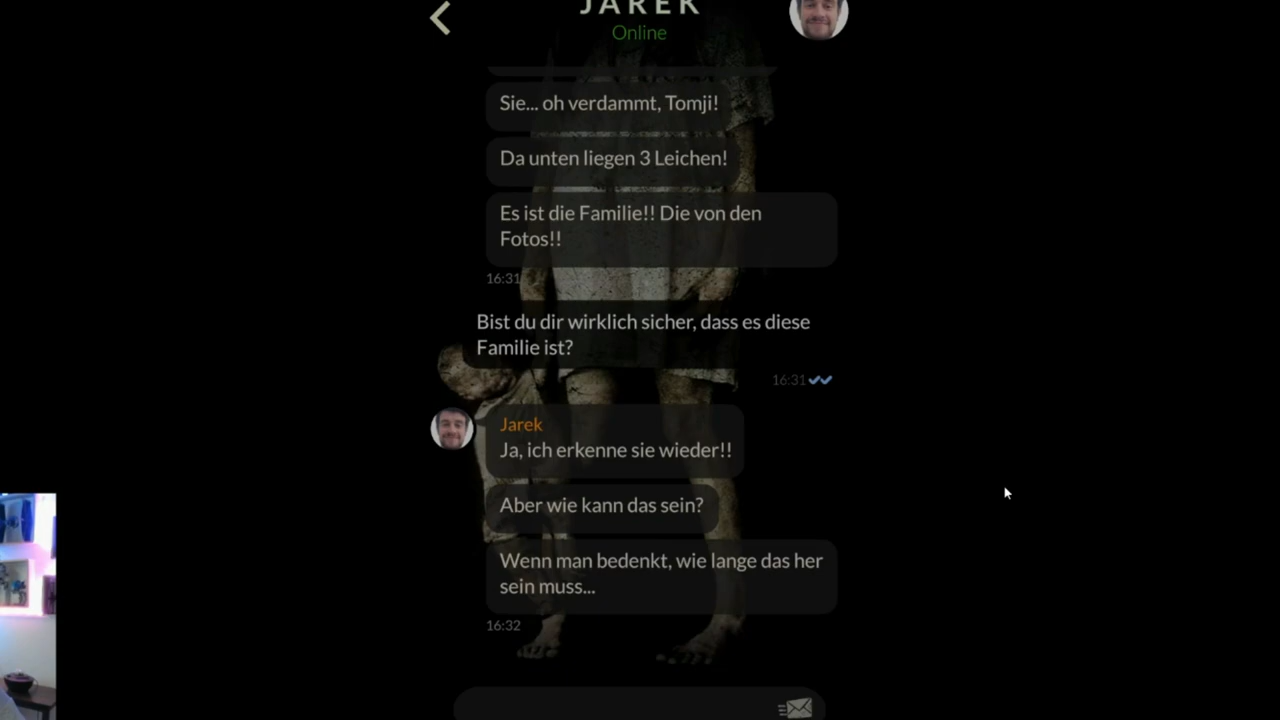 JAREK
Online
Sie... oh verdammt, Tomji!
Da unten liegen 3 Leichen!
Es ist die Familie!! Die von den
Fotos!!
16:31
Bist du dir wirklich sicher, dass es diese
Familie ist?
16:31
Jarek
Ja, ich erkenne sie wieder!!
Aber wie kann das sein?
Wenn man bedenkt, wie lange das her
sein muss...
16:32